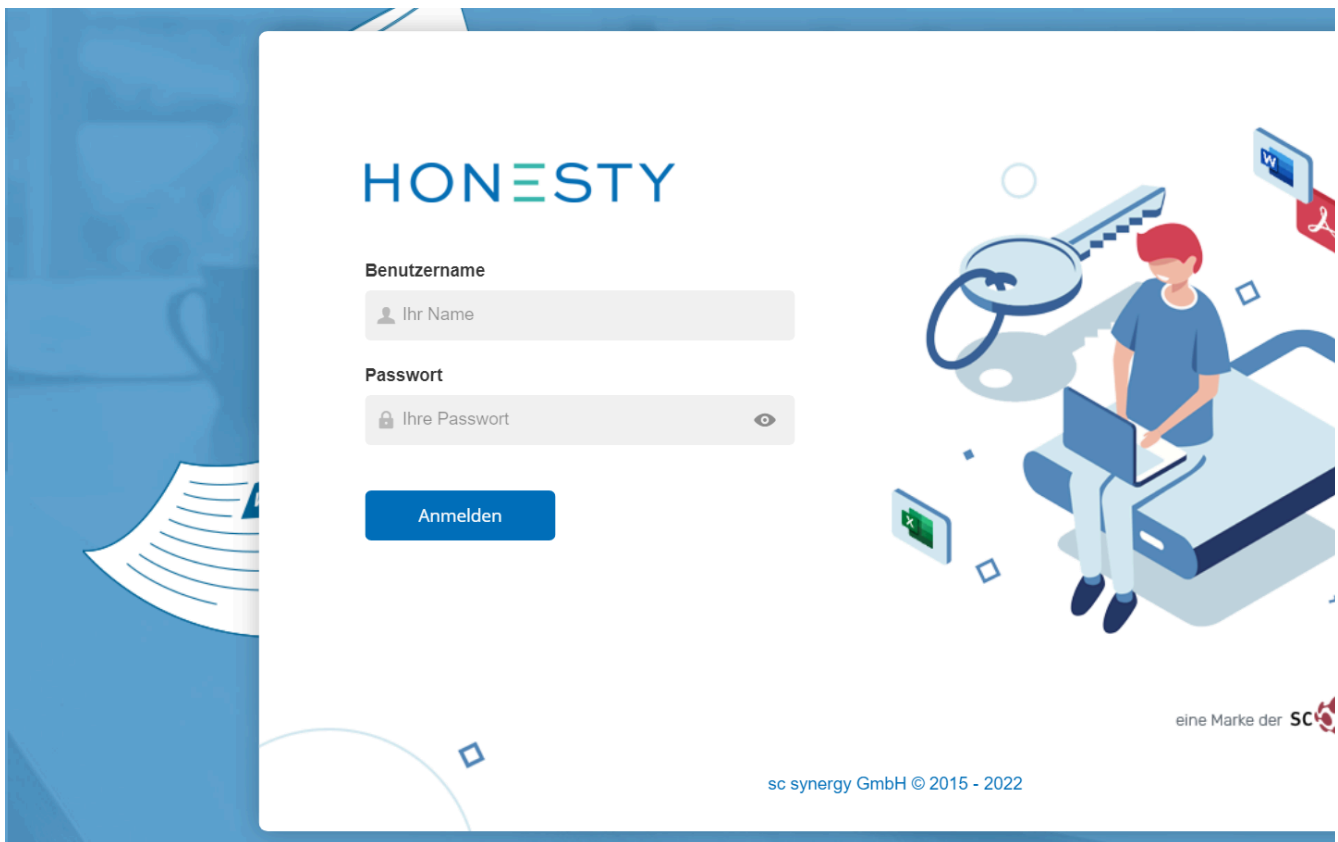 HONESTY
Benutzername
Ihr Name
Passwort
Ihre Passwort
Anmelden
W
X
eine Marke der SC
sc synergy GmbH © 2015 - 2022